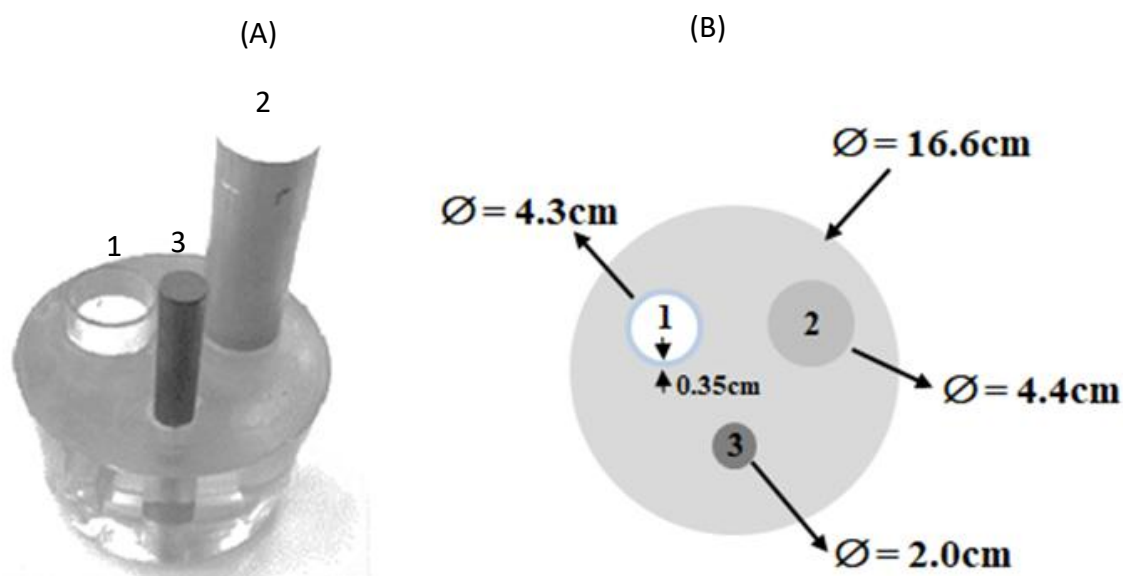 (A)
2
1
3
(B)
Ø = 16.6cm
Ø = 4.3cm
1
2
0.35cm
Ø = 4.4cm
3
Ø = 2.0cm